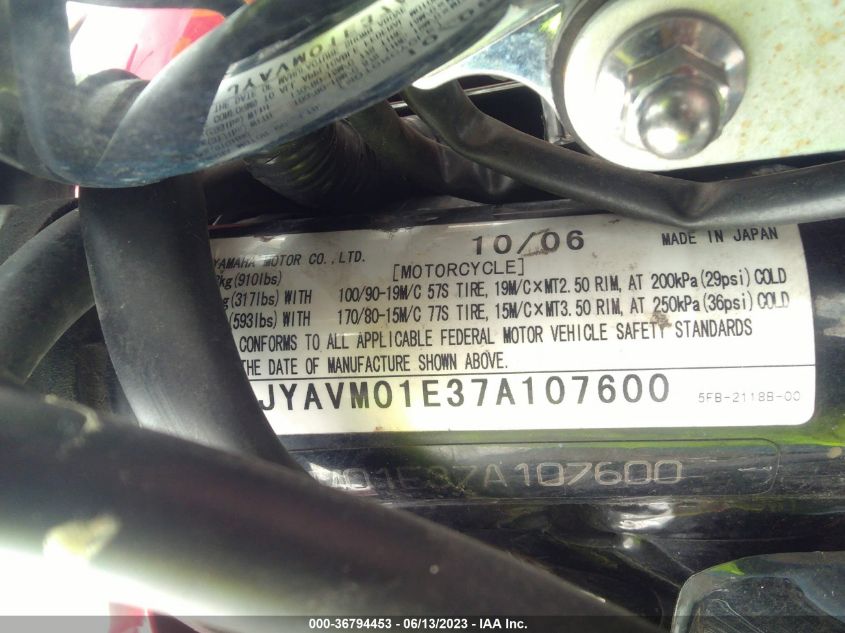 10/06 MADE IN JAPAN
YAMAHA MOTOR CO.,LTD.
[MOTORCYCLE]
kg(910lbs)
kg(317lbs) WITH 100/90-19M/C 57S TIRE, 19M/C×MT2.50 RIM, AT 200kPa(29psi) COLD
(593lbs) WITH 170/80-15M/C 77S TIRE, 15M/C×MT3.50 RIM, AT 250kPa(36psi) COLD
CONFORMS TO ALL APPLICABLE FEDERAL MOTOR VEHICLE SAFETY STANDARDS
THE DATE OF MANUFACTURE SHOWN ABOVE.
JYAVM01E37A107600 5FB-2118B-00
01E37A107600
000-36794453 - 06/13/2023 - IAA Inc.